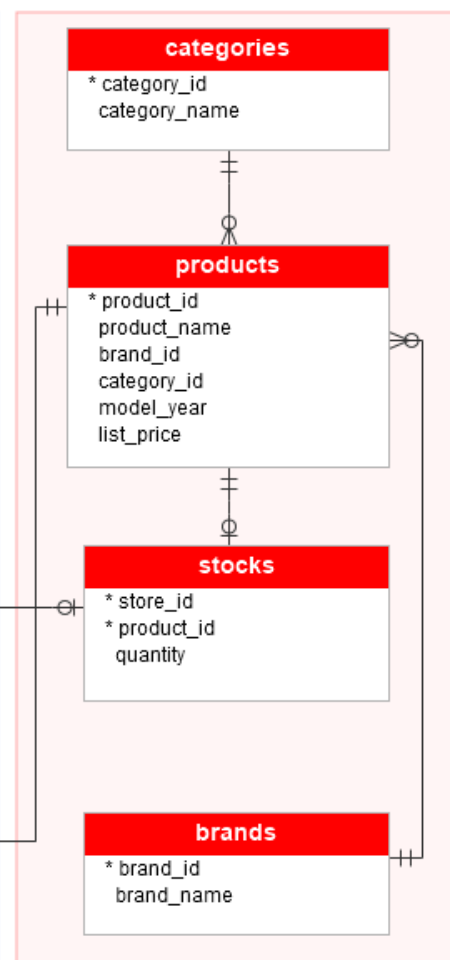 categories
* category_id
category_name
products
* product_id
product_name
brand_id
category_id
model_year
list_price
stocks
* store_id
* product_id
quantity
brands
* brand_id
brand_name